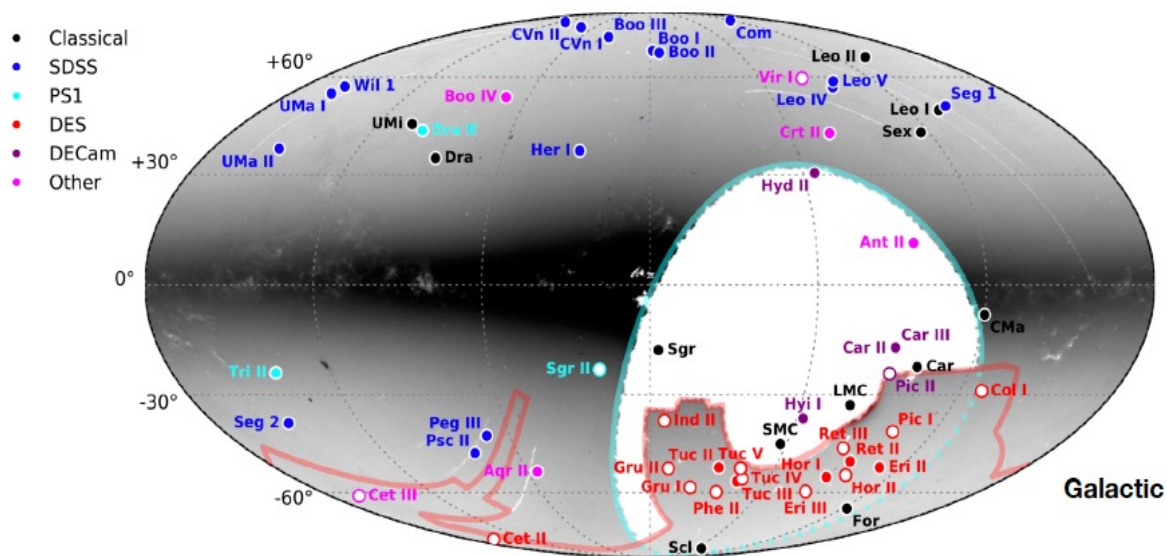 Classical
SDSS
PS1
DES
DECam
Other
CVn II
CVn I
Boo III
Boo I
Boo II
Com
Leo II
+60°
Wil 1
UMa I
Boo IV
Vir I
Leo V
Leo IV
Leo I
Seg 1
UMi
Dra II
Crt II
Sex
UMa II
Dra
Her I
+30°
Hyd II
Ant II
0°
CMa
Car III
Car II
Car
Sgr
Sgr II
Tri II
Pic II
Col I
-30°
LMC
Hyi I
Seg 2
Peg III
Psc II
Ind II
SMC
Ret III
Pic I
Ret II
Tuc II
Tuc V
Hor I
Eri II
Gru II
Aqr II
Tuc IV
Hor II
Gru I
Tuc III
-60°
Cet III
Phe II
Eri III
Galactic
For
Cet II
Scl